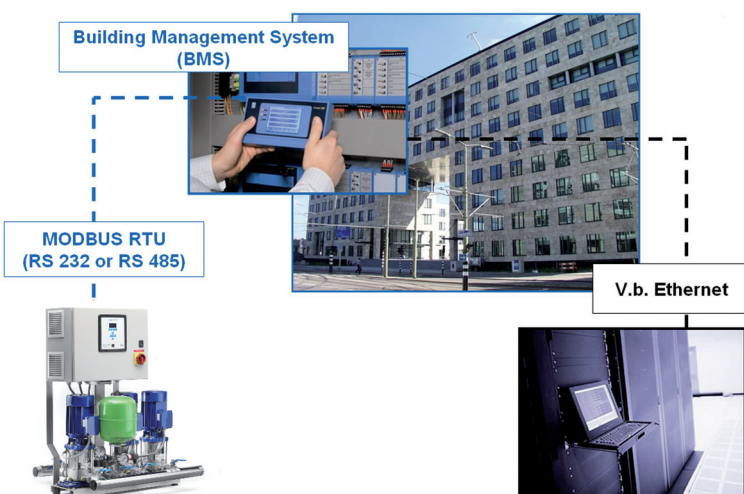 Building Management System
(BMS)
MODBUS RTU
(RS 232 or RS 485)
V.b. Ethernet